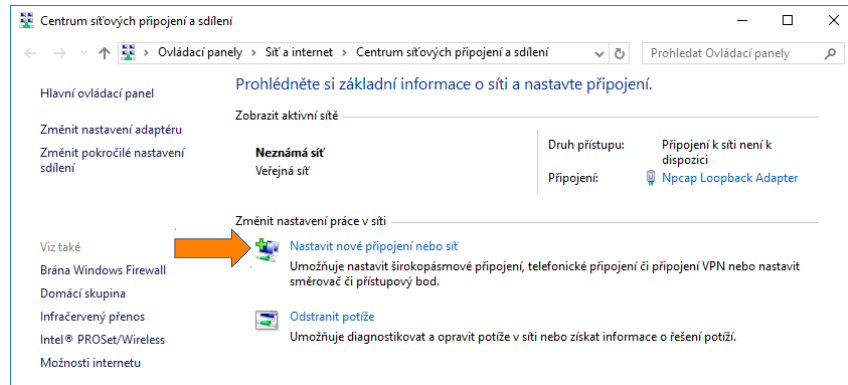 Centrum síťových připojení a sdílení
Ovládací panely > Síť a internet > Centrum síťových připojení a sdílení
Prohledat Ovládací panely
Hlavní ovládací panel
Změnit nastavení adaptéru
Změnit pokročilé nastavení
sdílení
Prohlédněte si základní informace o síti a nastavte připojení.
Zobrazit aktivní sítě
Neznámá síť
Veřejná síť
Druh přístupu:
Připojení k síti není k
dispozici
Připojení:
Npcap Loopback Adapter
Změnit nastavení práce v síti
Nastavit nové připojení nebo síť
Umožňuje nastavit širokopásmové připojení, telefonické připojení či připojení VPN nebo nastavit
směrovač či přístupový bod.
Odstranit potíže
Umožňuje diagnostikovat a opravit potíže v síti nebo získat informace o řešení potíží.
Viz také
Brána Windows Firewall
Domácí skupina
Infračervený přenos
Intel® PROSet/Wireless
Možnosti internetu